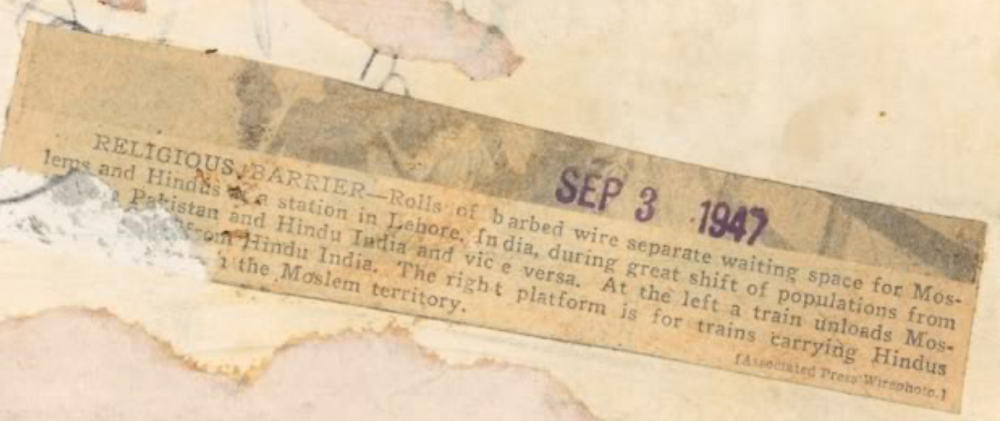 SEP 3 1947
RELIGIOUS BARRIER—Rolls of barbed wire separate waiting space for Mos-
lems and Hindus a station in Lahore, India, during great shift of populations from
Pakistan and Hindu India and vice versa. At the left a train unloads Mos-
from Hindu India. The right platform is for trains carrying Hindus
the Moslem territory.
[Associated Press Wirephoto.]